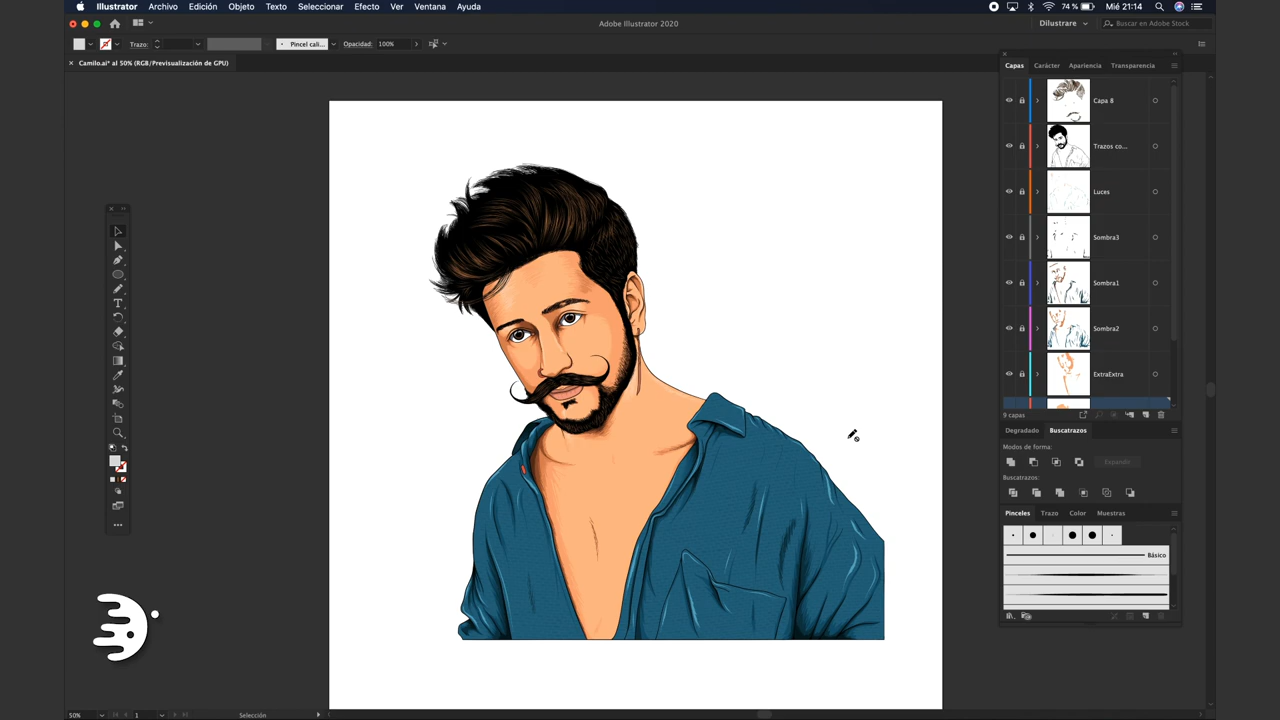 Illustrator Archivo Edición Objeto Texto Seleccionar Efecto Ver Ventana Ayuda 74 % Mié 21:14
Adobe Illustrator 2020 Dilustrare Buscar en Adobe Stock
Trazo: Pincel cali... Opacidad: 100%
× Camilo.ai* al 50% (RGB/Previsualización de GPU)
Capas Carácter Apariencia Transparencia
Capa 8
Trazos co...
Luces
Sombra3
Sombra1
Sombra2
ExtraExtra
9 capas
Degradado Buscatrazos
Modos de forma:
Expandir
Buscatrazos:
Pinceles Trazo Color Muestras
Básico
50% 1 Selección